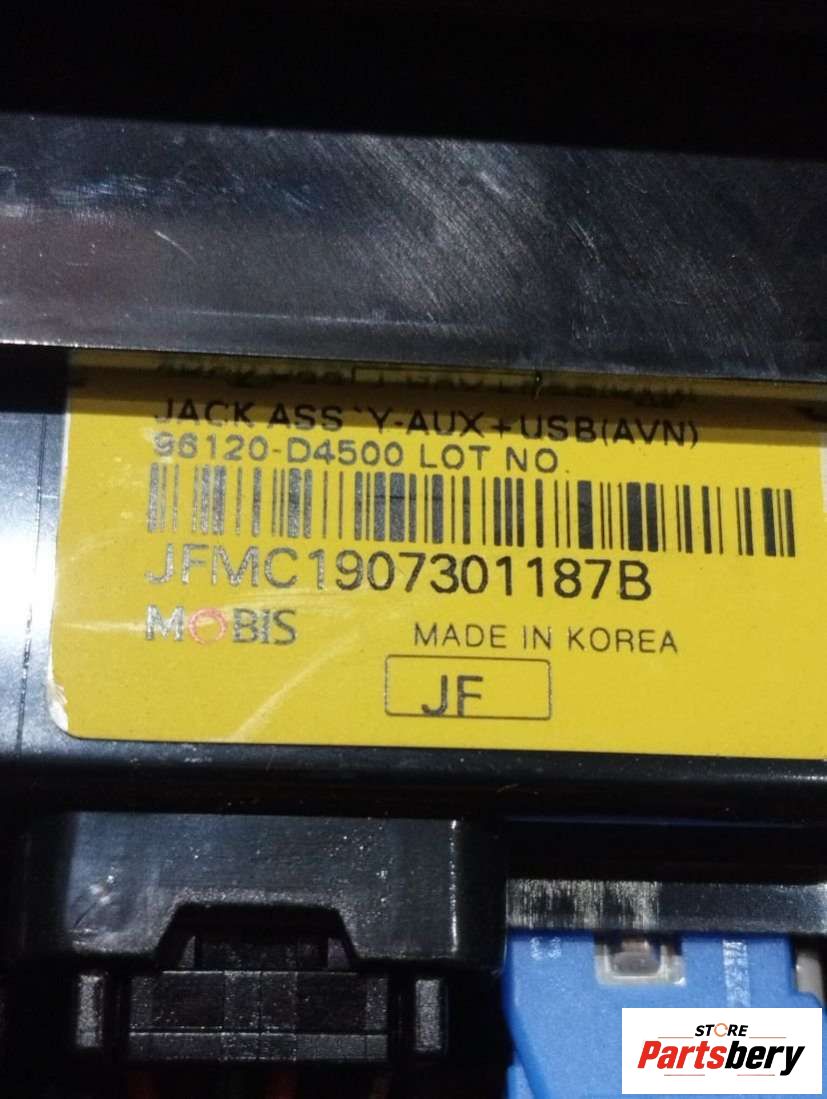 JACK ASS`Y-AUX+USB(AVN)
96120-D4500 LOT NO.
JFMC1907301187B
MOBIS MADE IN KOREA
JF
STORE
Partsbery